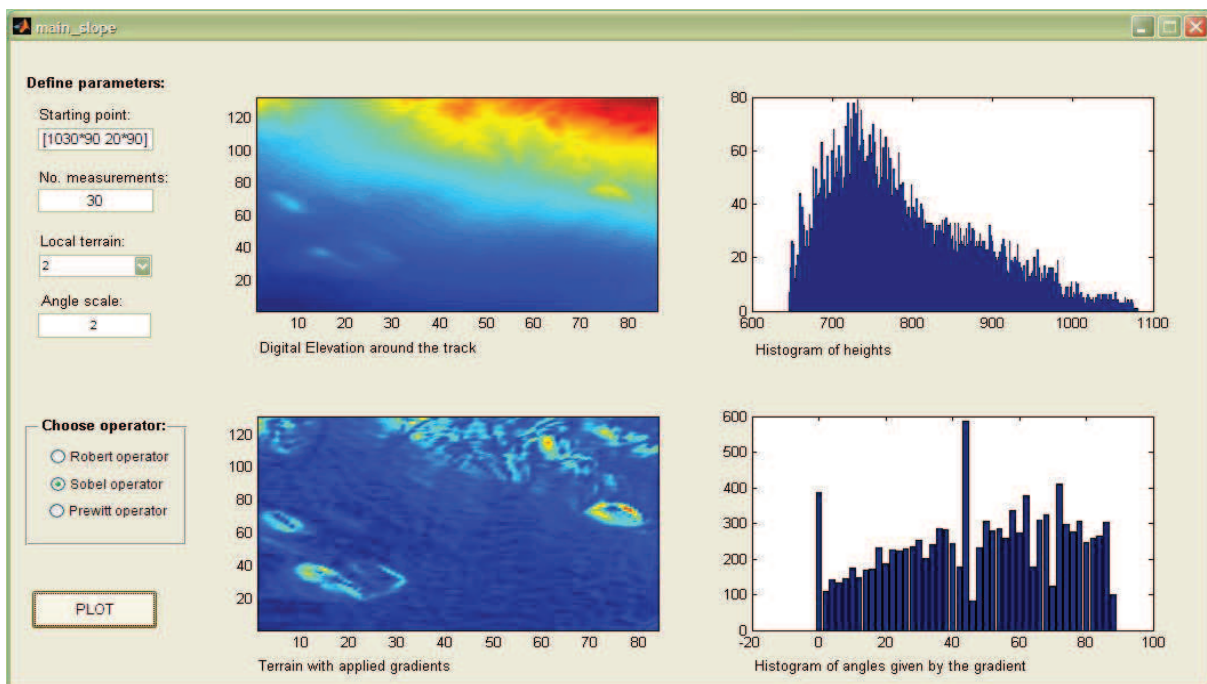 main_slope
Define parameters:
Starting point:
[1030*90 20*90]
No. measurements:
30
Local terrain:
2
Angle scale:
2
120
100
80
60
40
20
10 20 30 40 50 60 70 80
Digital Elevation around the track
80
60
40
20
0
600 700 800 900 1000 1100
Histogram of heights
Choose operator:
Robert operator
Sobel operator
Prewitt operator
PLOT
120
100
80
60
40
20
10 20 30 40 50 60 70 80
Terrain with applied gradients
600
500
400
300
200
100
0
-20 0 20 40 60 80 100
Histogram of angles given by the gradient